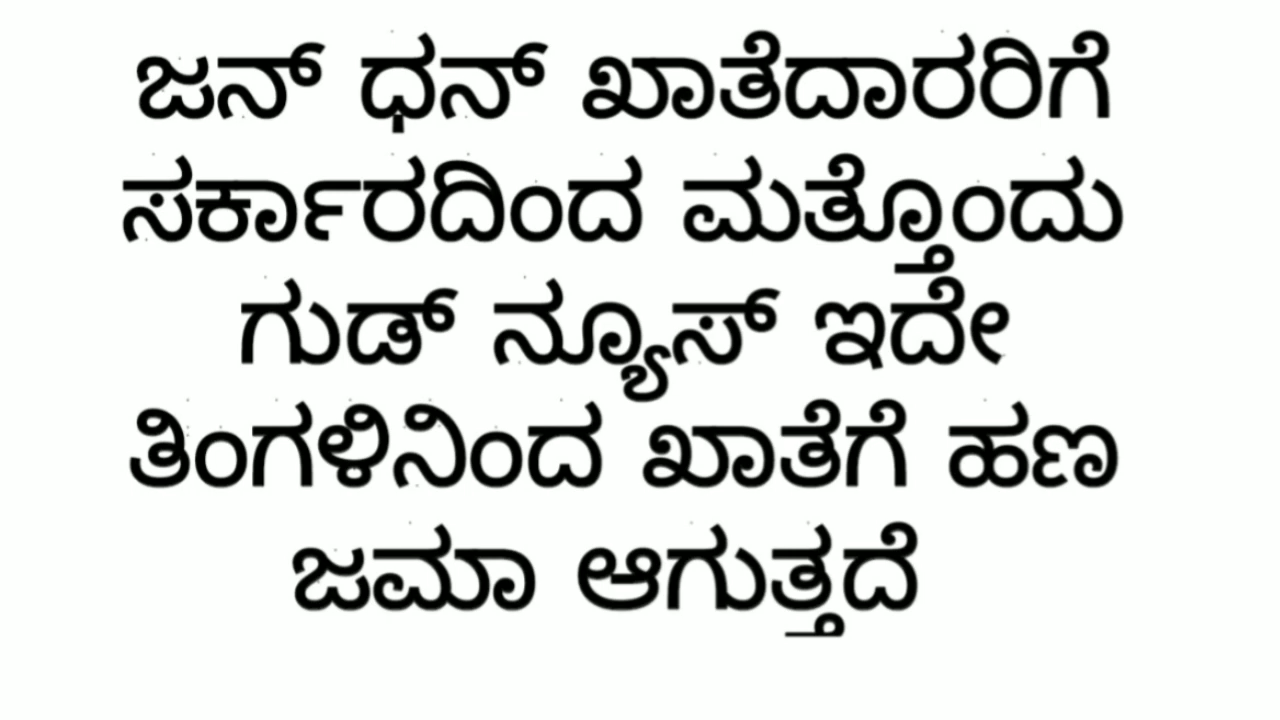 ಜನ್ ಧನ್ ಖಾತೆದಾರರಿಗೆ
ಸರ್ಕಾರದಿಂದ ಮತ್ತೊಂದು
ಗುಡ್ ನ್ಯೂಸ್ ಇದೇ
ತಿಂಗಳಿನಿಂದ ಖಾತೆಗೆ ಹಣ
ಜಮಾ ಆಗುತ್ತದೆ